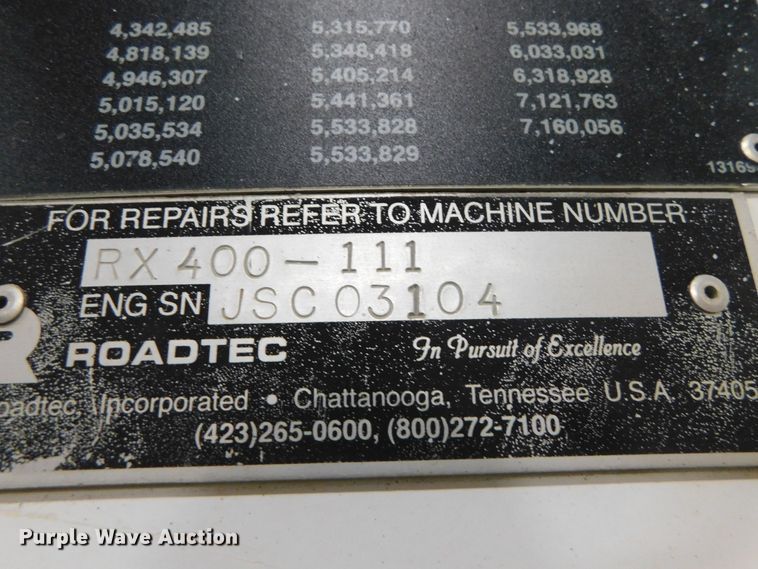 4,342,485 5,315,770 5,533,968
4,818,139 5,348,418 6,033,031
4,946,307 5,405,214 6,318,928
5,015,120 5,441,361 7,121,763
5,035,534 5,533,828 7,160,056
5,078,540 5,533,829
FOR REPAIRS REFER TO MACHINE NUMBER
RX400-111
ENG SN JSC03104
ROADTEC In Pursuit of Excellence
Incorporated • Chattanooga, Tennessee U.S.A. 37405
(423)265-0600, (800)272-7100
Purple Wave Auction